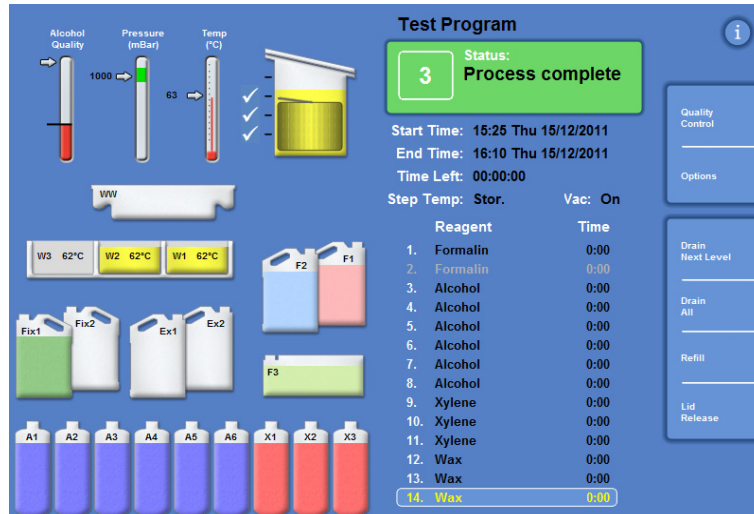 Alcohol Quality
Pressure (mBar)
Temp (°C)
1000
63
WW
W3 62°C
W2 62°C
W1 62°C
F2
F1
Fix1
Fix2
Ex1
Ex2
F3
A1
A2
A3
A4
A5
A6
X1
X2
X3
Test Program
3
Status:
Process complete
Start Time: 15:25 Thu 15/12/2011
End Time: 16:10 Thu 15/12/2011
Time Left: 00:00:00
Step Temp: Stor. Vac: On
Reagent Time
1. Formalin 0:00
2. Formalin 0:00
3. Alcohol 0:00
4. Alcohol 0:00
5. Alcohol 0:00
6. Alcohol 0:00
7. Alcohol 0:00
8. Alcohol 0:00
9. Xylene 0:00
10. Xylene 0:00
11. Xylene 0:00
12. Wax 0:00
13. Wax 0:00
14. Wax 0:00
i
Quality
Control
Options
Drain
Next Level
Drain
All
Refill
Lid
Release